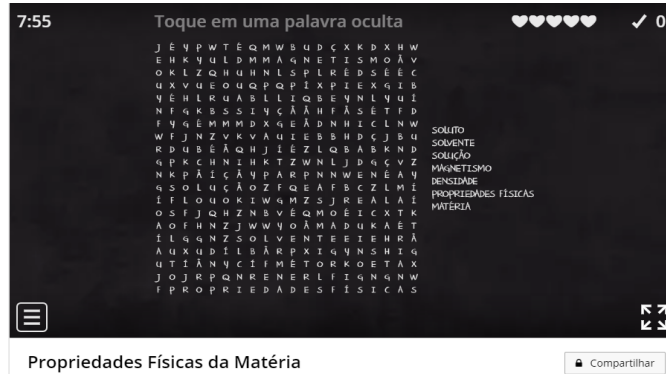 7:55
Toque em uma palavra oculta
0
J É Y P W T É Q M W B U D Ç X K D X H W
E H K Y U L D M M A G N E T I S M O Ã V
O K L Z Q H U H N L S P L R É D S É É C
U X V U E O U Q P Q P Í X P I E X G I B
Y É H L R U A B L L I Q B E Y N L Y U Í
N F G K B S S I Y Ç Ã Ã H F Ã S É T F D
F Y G É M M M D X G E Ã D N H I C L N W
W F J N Z V K V A U I E B B H D Ç J B U
R D U B É Ã Q H J I É Z L Q B A B K N D
G P K C H N I H K T Z W N L J D G Ç V Z
N K P Ã Í Ç Ã Y P A R P N N W E N É A Y
G S O L U Ç Ã O Z F Q E A F B C Z L M Í
Í F L O U O K I W G M Z S J R E A L A Í
O S F J Q H Z N B V É Q M O É I C X T K
A O F H N Z J W W Y O Ã M A D U K A É T
Í L G G N Z S O L V E N T E E I E H R Ã
A U X U D Í L B Ã R P X I G Y N S H I G
U T Í Ã N Y C Í F M É T O R K O E T A X
J O J R P Q N R E N E R L F I G N G N W
F P R O P R I E D A D E S F Í S I C A S
SOLUTO
SOLVENTE
SOLUÇÃO
MAGNETISMO
DENSIDADE
PROPRIEDADES FÍSICAS
MATÉRIA
Propriedades Físicas da Matéria
Compartilhar